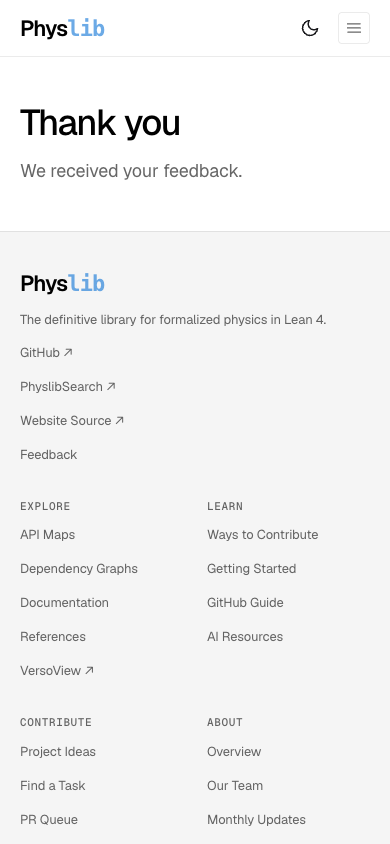 Physlib
Thank you
We received your feedback.
Physlib
The definitive library for formalized physics in Lean 4.
GitHub ↗
PhyslibSearch ↗
Website Source ↗
Feedback
EXPLORE
API Maps
Dependency Graphs
Documentation
References
VersoView ↗
LEARN
Ways to Contribute
Getting Started
GitHub Guide
AI Resources
CONTRIBUTE
Project Ideas
Find a Task
PR Queue
ABOUT
Overview
Our Team
Monthly Updates